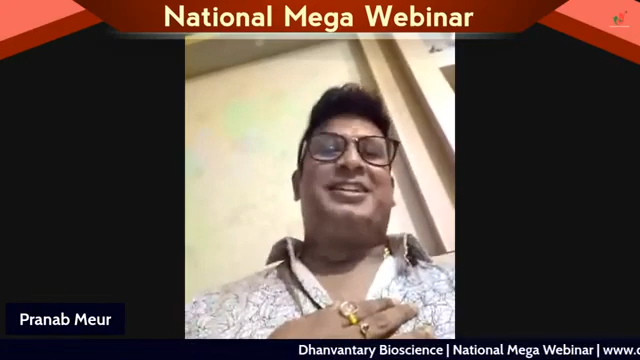 National Mega Webinar
Pranab Meur
Dhanvantary Bioscience | National Mega Webinar | www.